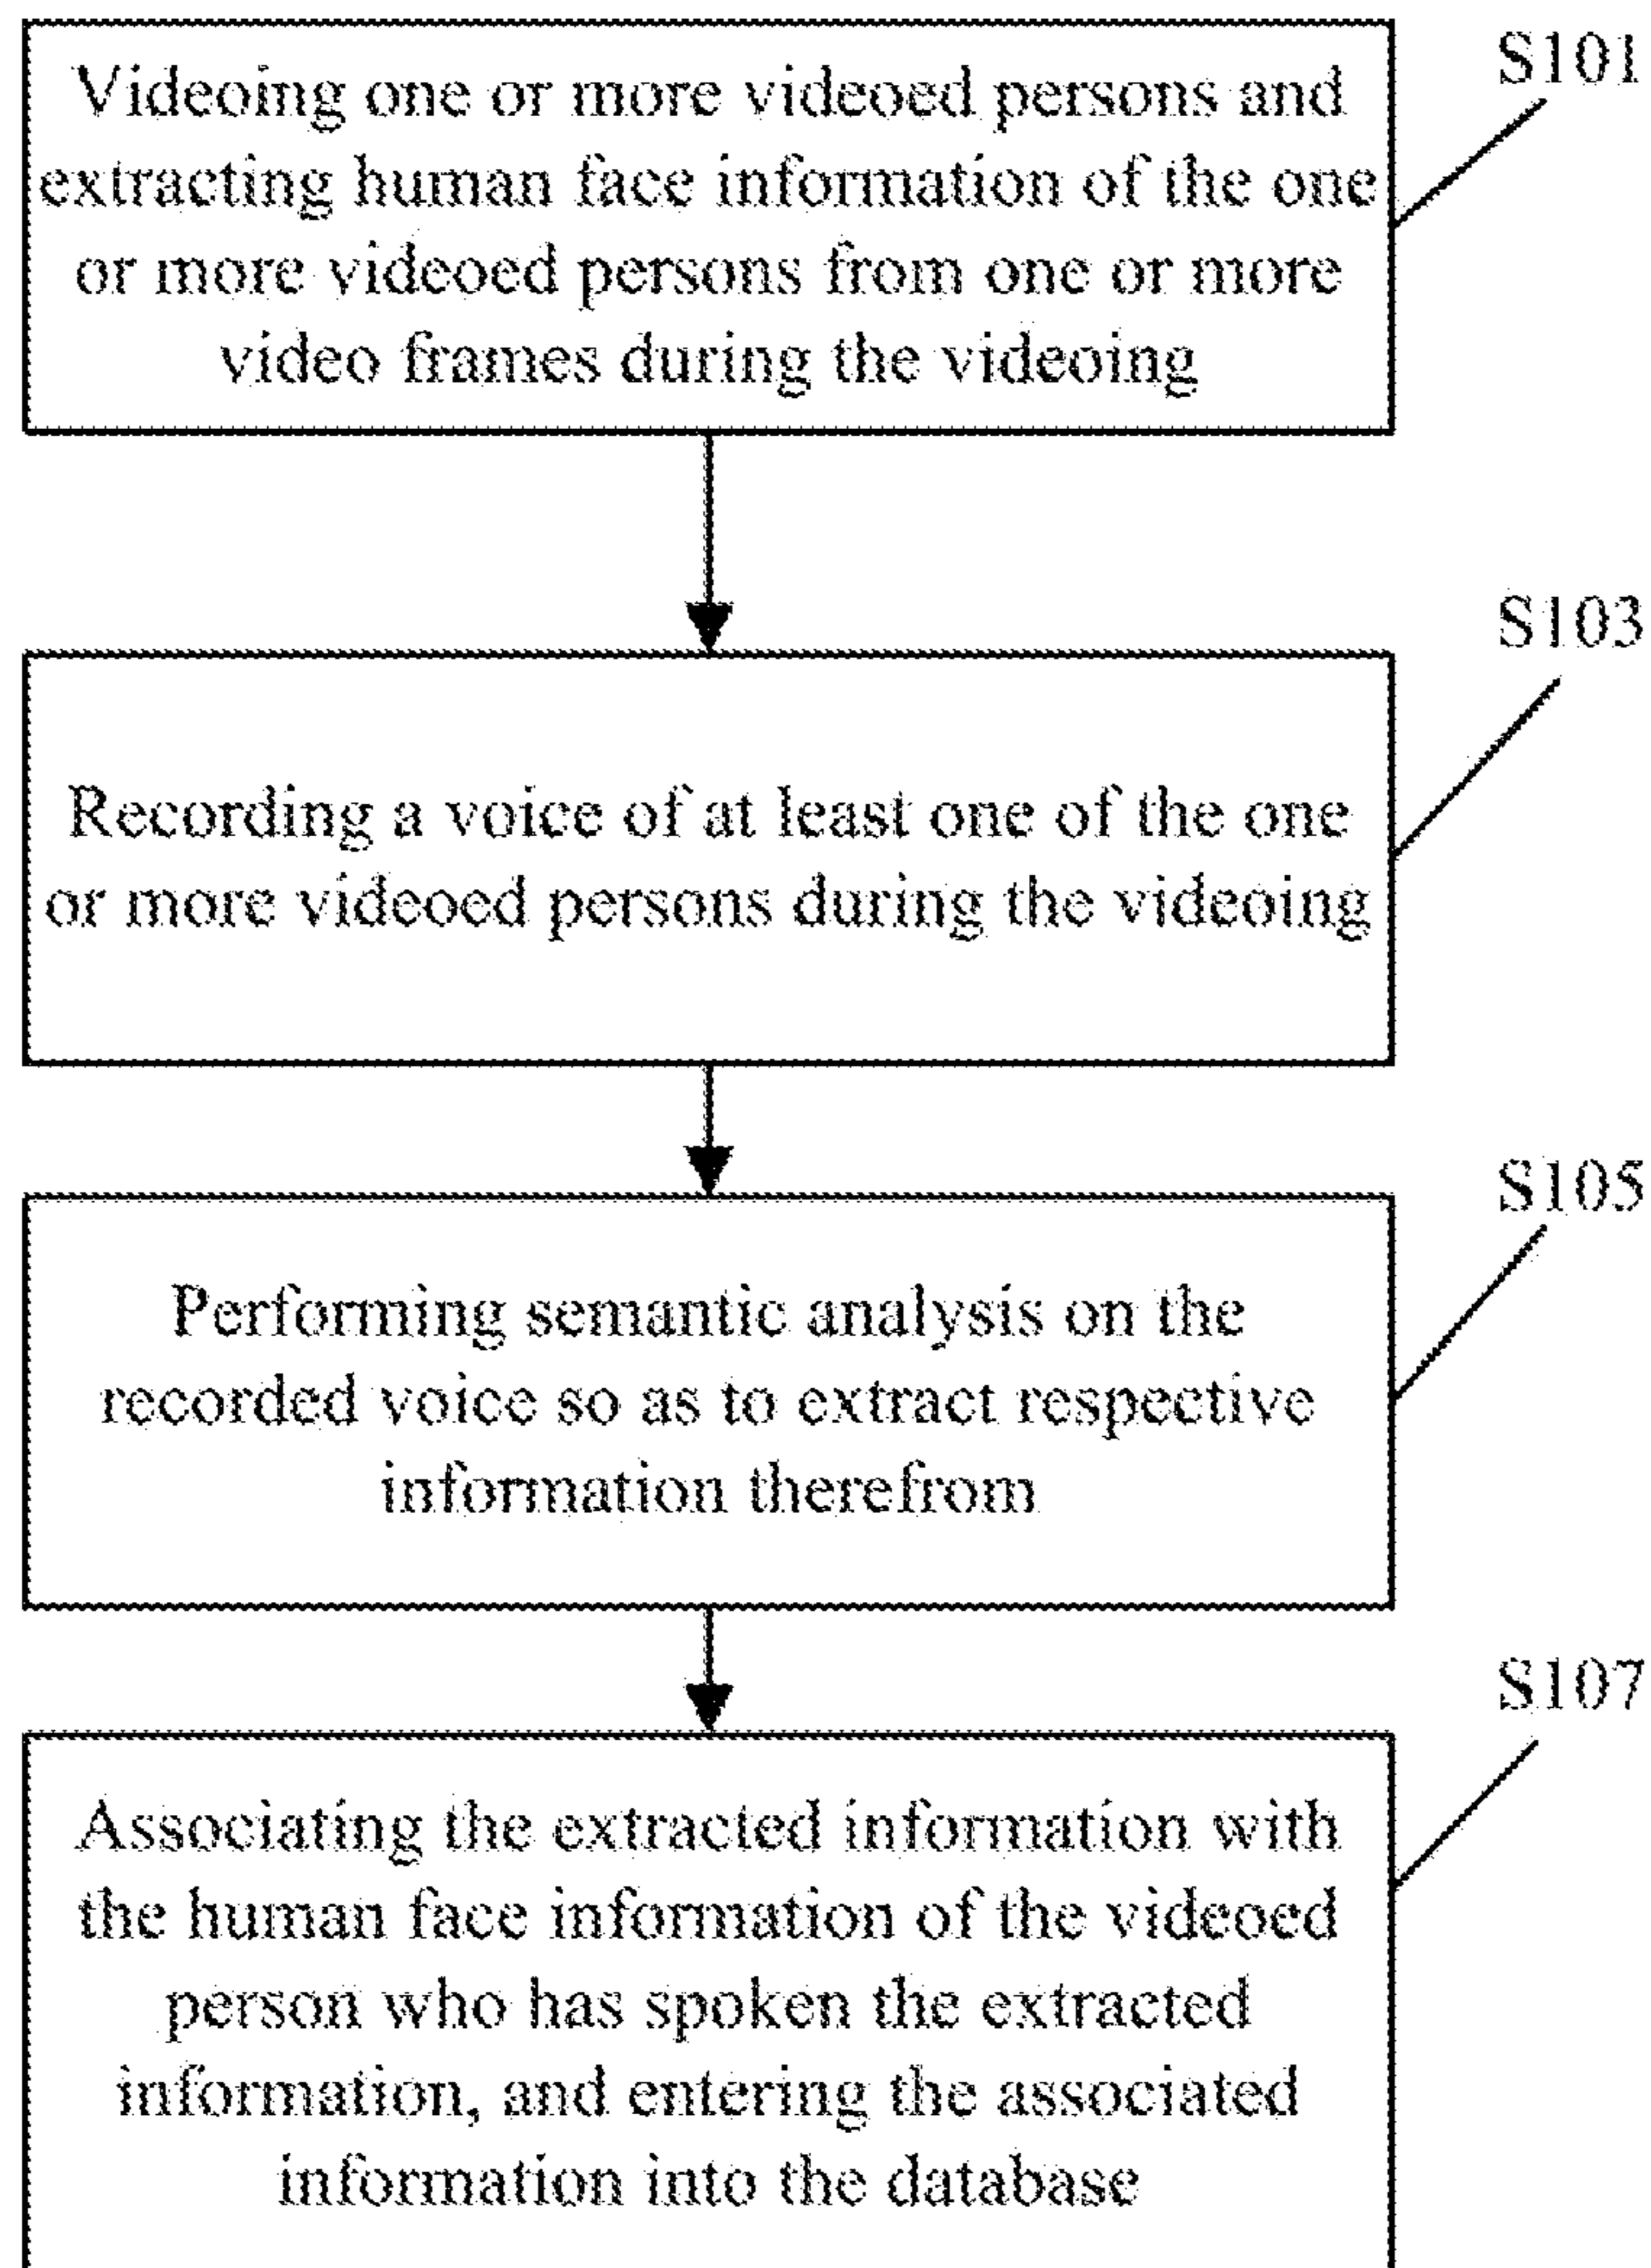 S101
Videoing one or more videoed persons and
extracting human face information of the one
or more videoed persons from one or more
video frames during the videoing
S103
Recording a voice of at least one of the one
or more videoed persons during the videoing
S105
Performing semantic analysis on the
recorded voice so as to extract respective
information therefrom
S107
Associating the extracted information with
the human face information of the videoed
person who has spoken the extracted
information, and entering the associated
information into the database